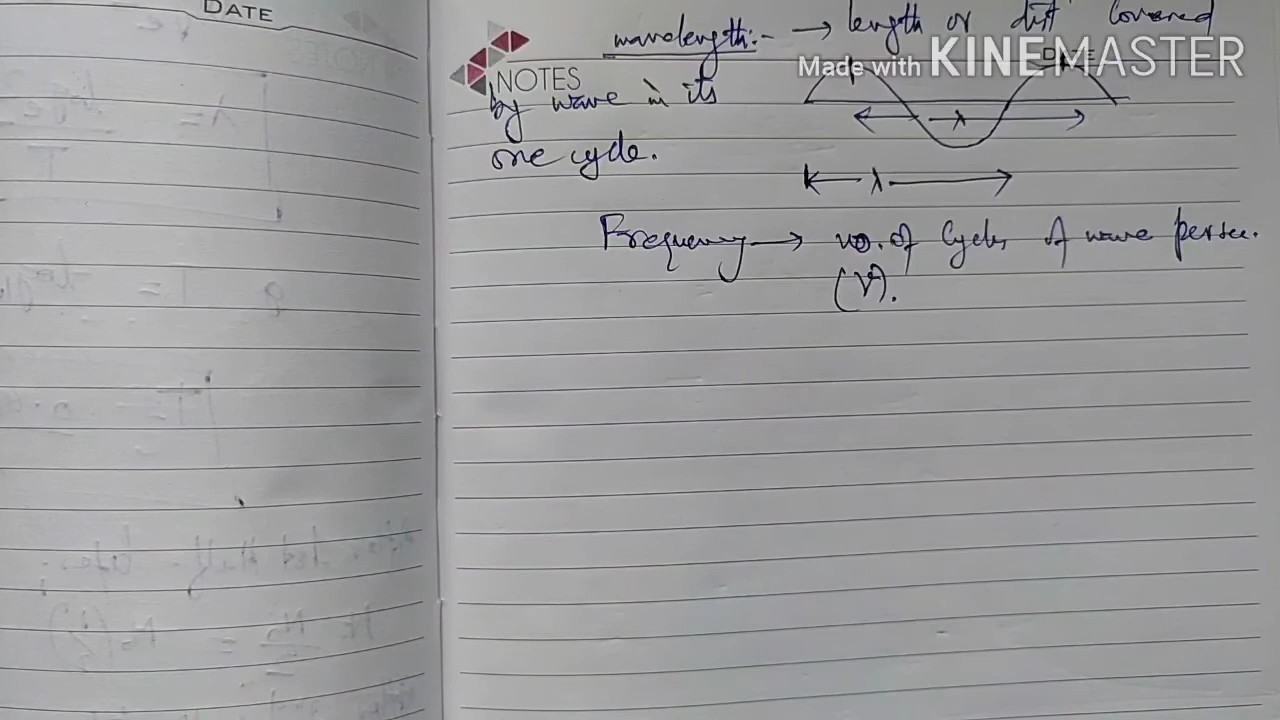 DATE
wavelength:- → length or dist covered
Made with KINEMASTER
DATE
NOTES
by wave in its
one cycle.
λ
λ
Frequency → no. of Cycles of wave per sec.
(ν).